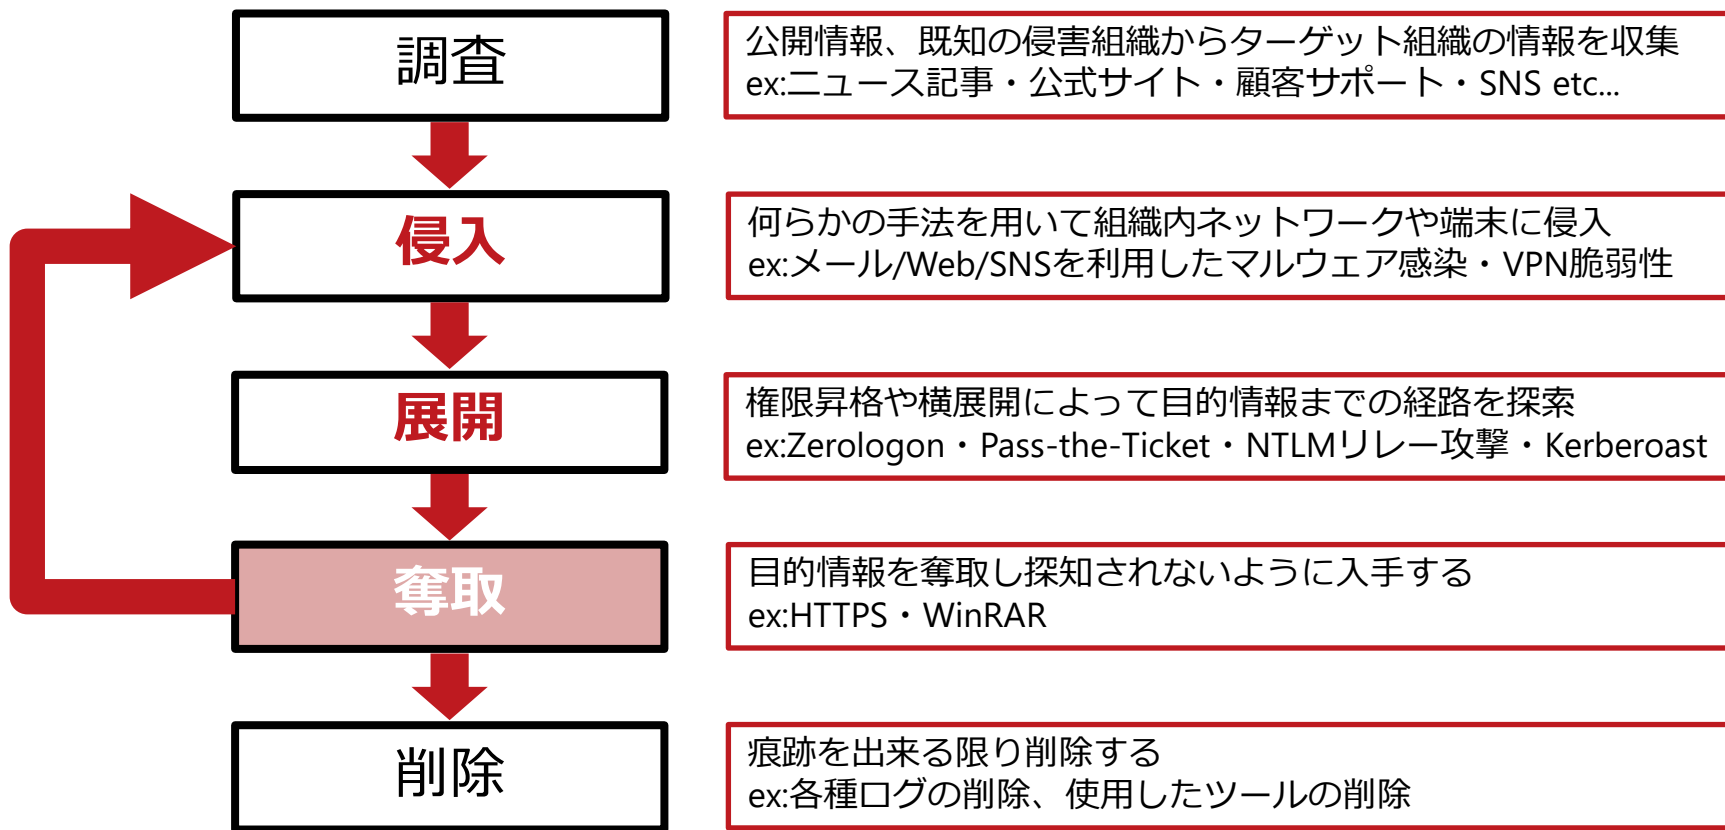 調査
公開情報、既知の侵害組織からターゲット組織の情報を収集
ex:ニュース記事・公式サイト・顧客サポート・SNS etc...
侵入
何らかの手法を用いて組織内ネットワークや端末に侵入
ex:メール/Web/SNSを利用したマルウェア感染・VPN脆弱性
展開
権限昇格や横展開によって目的情報までの経路を探索
ex:Zerologon・Pass-the-Ticket・NTLMリレー攻撃・Kerberoast
奪取
目的情報を奪取し探知されないように入手する
ex:HTTPS・WinRAR
削除
痕跡を出来る限り削除する
ex:各種ログの削除、使用したツールの削除